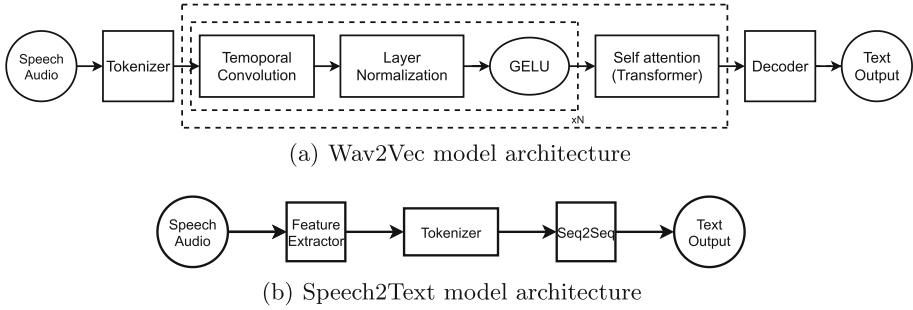 Speech
Audio
Tokenizer
Temoporal
Convolution
Layer
Normalization
GELU
xN
Self attention
(Transformer)
Decoder
Text
Output
(a) Wav2Vec model architecture
Speech
Audio
Feature
Extractor
Tokenizer
Seq2Seq
Text
Output
(b) Speech2Text model architecture